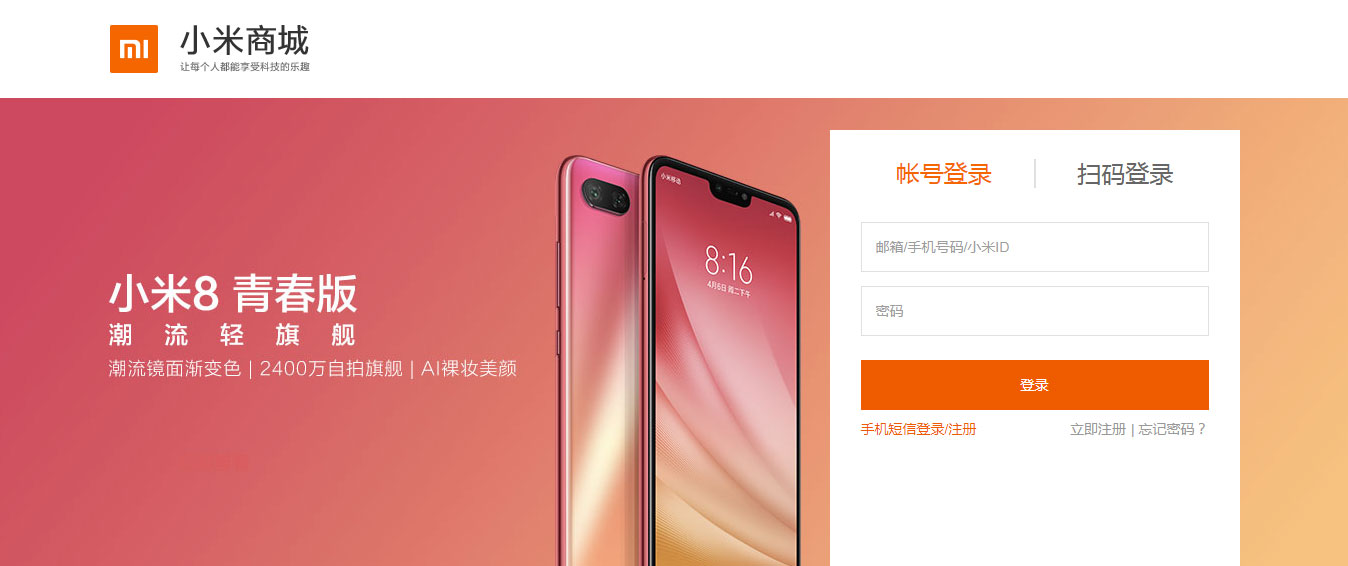 小米商城
让每个人都能享受科技的乐趣
小米8 青春版
潮流轻旗舰
潮流镜面渐变色 | 2400万自拍旗舰 | AI裸妆美颜
小米移动
8:16
4月6日 周二下午
帐号登录
扫码登录
邮箱/手机号码/小米ID
密码
登录
手机短信登录/注册
立即注册 | 忘记密码？